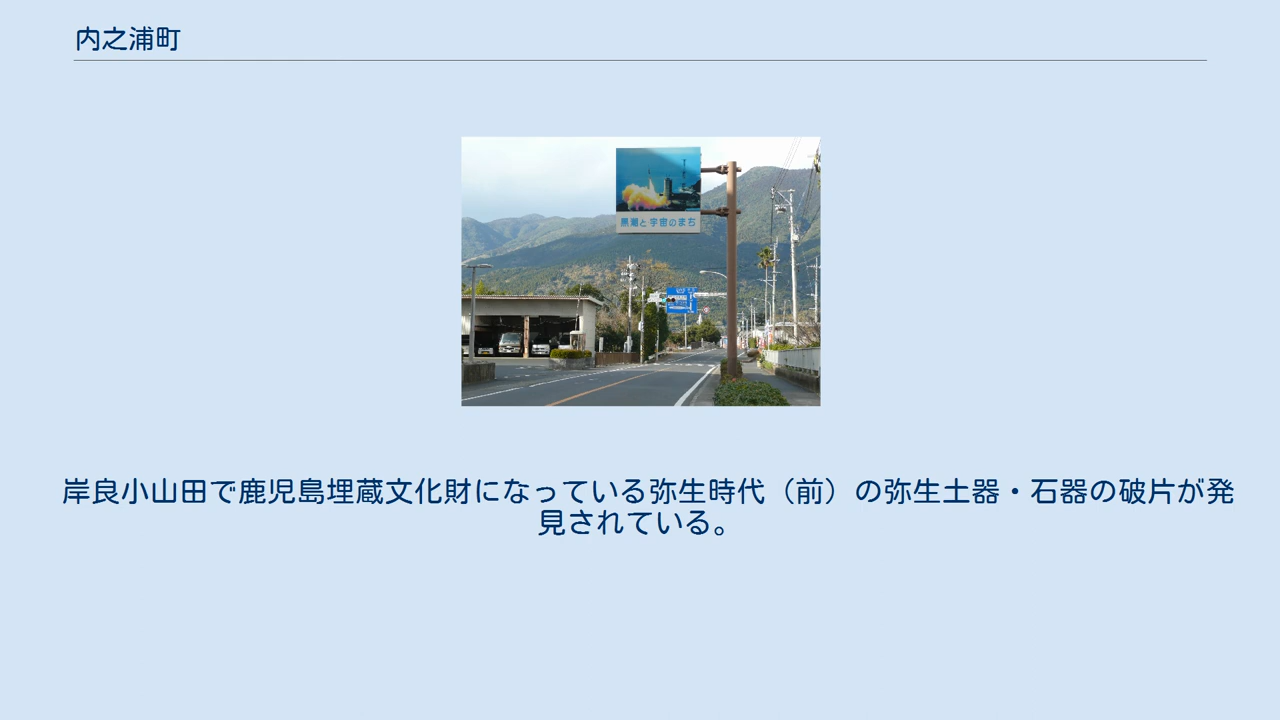 内之浦町
黒潮と宇宙のまち
岸良小山田で鹿児島埋蔵文化財になっている弥生時代（前）の弥生土器・石器の破片が発
見されている。